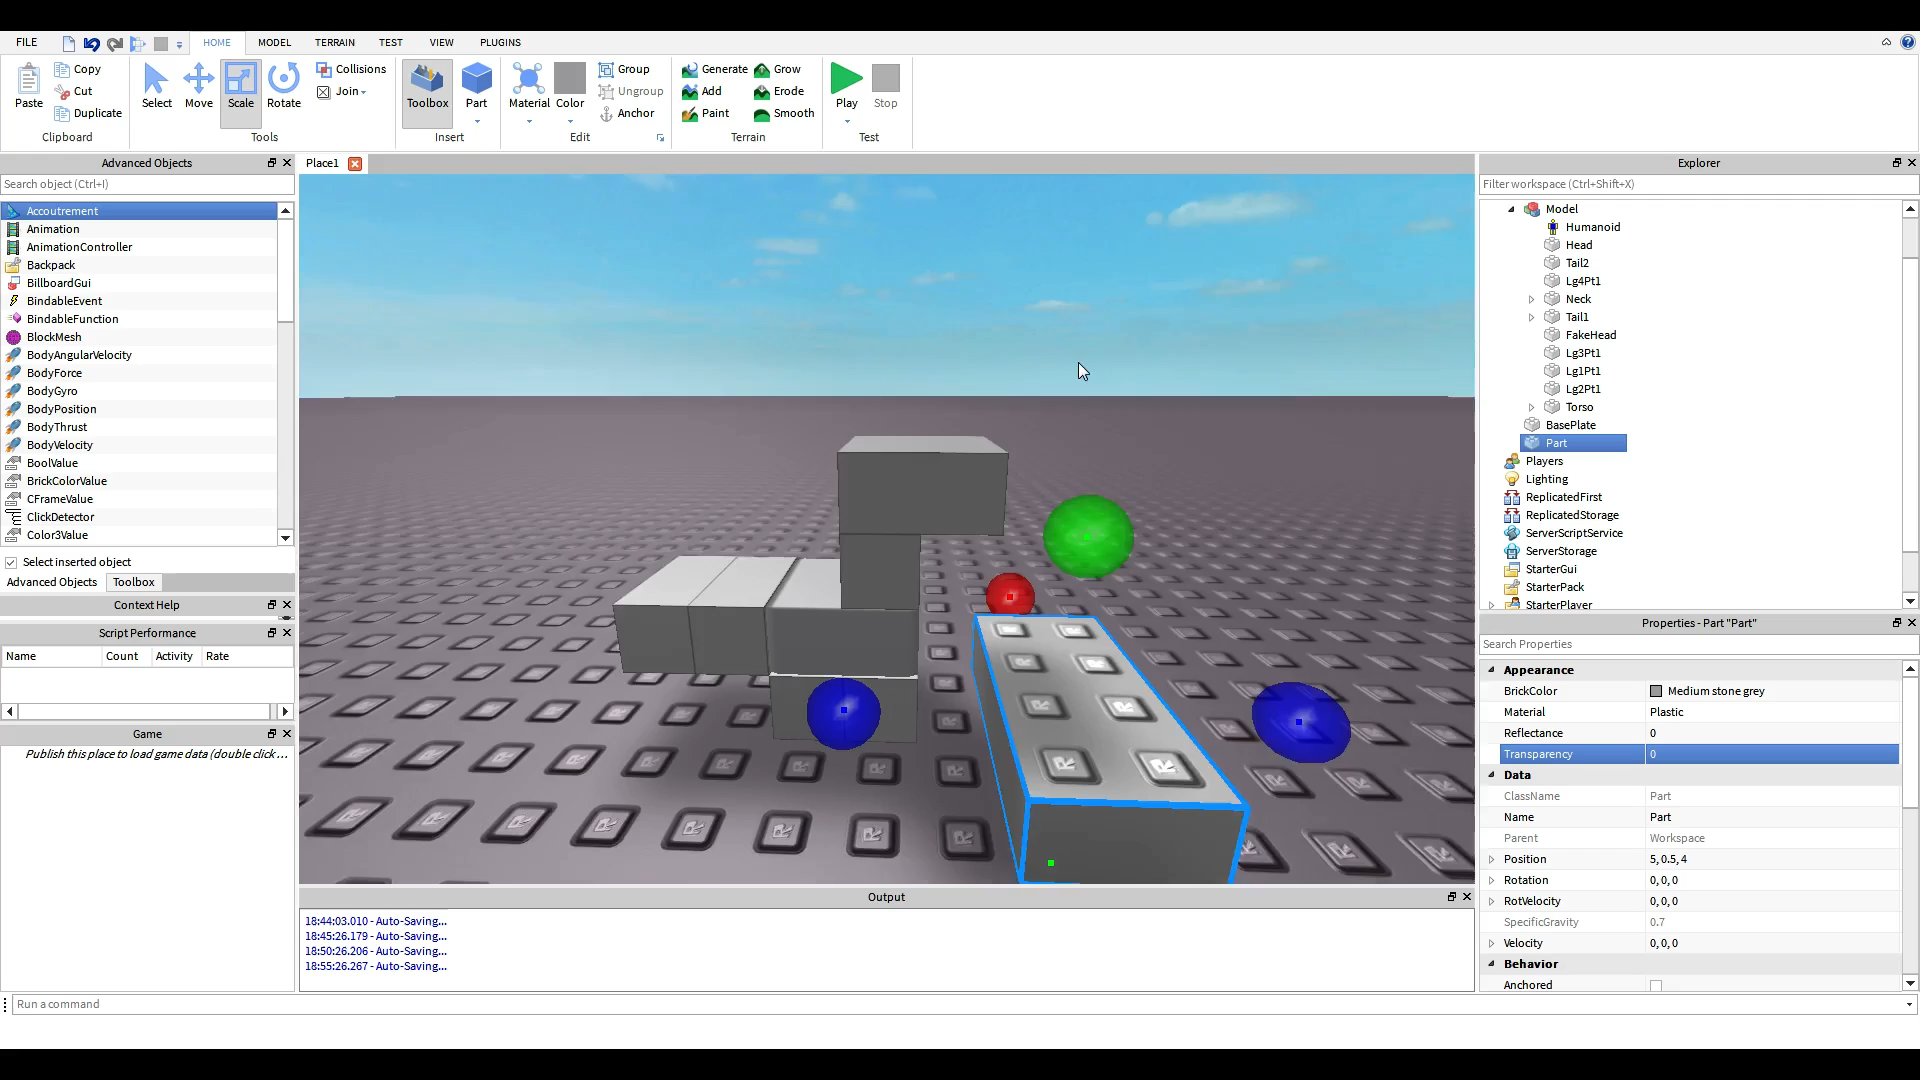 FILE HOME MODEL TERRAIN TEST VIEW PLUGINS
Paste Copy Cut Duplicate Clipboard
Select Move Scale Rotate Collisions Join Tools
Toolbox Part Insert
Material Color Group Ungroup Anchor Edit
Generate Grow Add Erode Paint Smooth Terrain
Play Stop Test
Advanced Objects
Search object (Ctrl+I)
Accoutrement
Animation
AnimationController
Backpack
BillboardGui
BindableEvent
BindableFunction
BlockMesh
BodyAngularVelocity
BodyForce
BodyGyro
BodyPosition
BodyThrust
BodyVelocity
BoolValue
BrickColorValue
CFrameValue
ClickDetector
Color3Value
Select inserted object
Advanced Objects Toolbox
Context Help
Script Performance
Name Count Activity Rate
Game
Publish this place to load game data (double click ...
Place1
Output
18:44:03.010 - Auto-Saving...
18:45:26.179 - Auto-Saving...
18:50:26.206 - Auto-Saving...
18:55:26.267 - Auto-Saving...
Run a command
Explorer
Filter workspace (Ctrl+Shift+X)
Model
Humanoid
Head
Tail2
Lg4Pt1
Neck
Tail1
FakeHead
Lg3Pt1
Lg1Pt1
Lg2Pt1
Torso
BasePlate
Part
Players
Lighting
ReplicatedFirst
ReplicatedStorage
ServerScriptService
ServerStorage
StarterGui
StarterPack
StarterPlayer
Properties - Part "Part"
Search Properties
Appearance
BrickColor Medium stone grey
Material Plastic
Reflectance 0
Transparency 0
Data
ClassName Part
Name Part
Parent Workspace
Position 5, 0.5, 4
Rotation 0, 0, 0
RotVelocity 0, 0, 0
SpecificGravity 0.7
Velocity 0, 0, 0
Behavior
Anchored